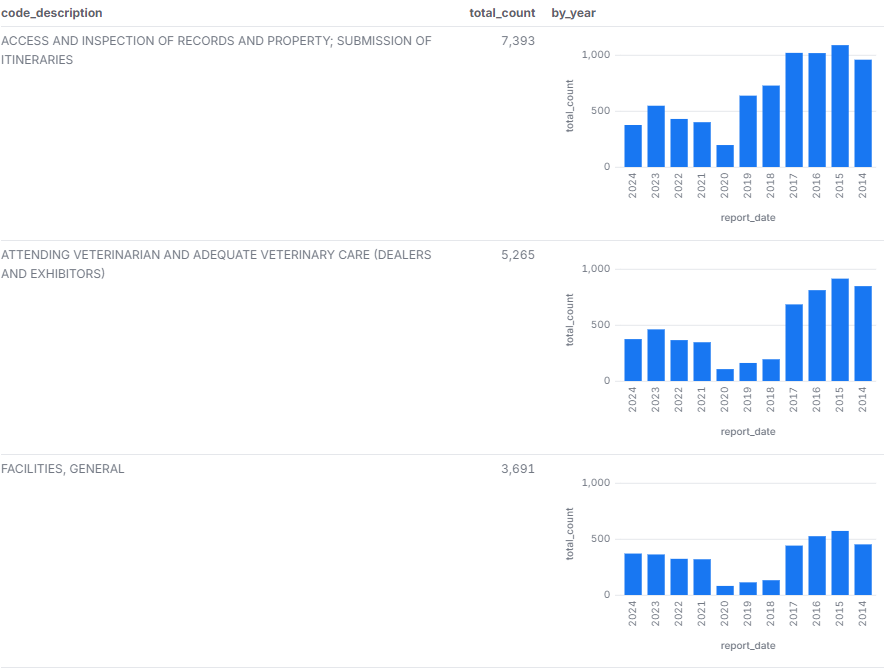 code_description total_count by_year
ACCESS AND INSPECTION OF RECORDS AND PROPERTY; SUBMISSION OF
ITINERARIES
7,393
total_count
1,000
500
0
2024 2023 2022 2021 2020 2019 2018 2017 2016 2015 2014
report_date
ATTENDING VETERINARIAN AND ADEQUATE VETERINARY CARE (DEALERS
AND EXHIBITORS)
5,265
total_count
1,000
500
0
2024 2023 2022 2021 2020 2019 2018 2017 2016 2015 2014
report_date
FACILITIES, GENERAL
3,691
total_count
1,000
500
0
2024 2023 2022 2021 2020 2019 2018 2017 2016 2015 2014
report_date